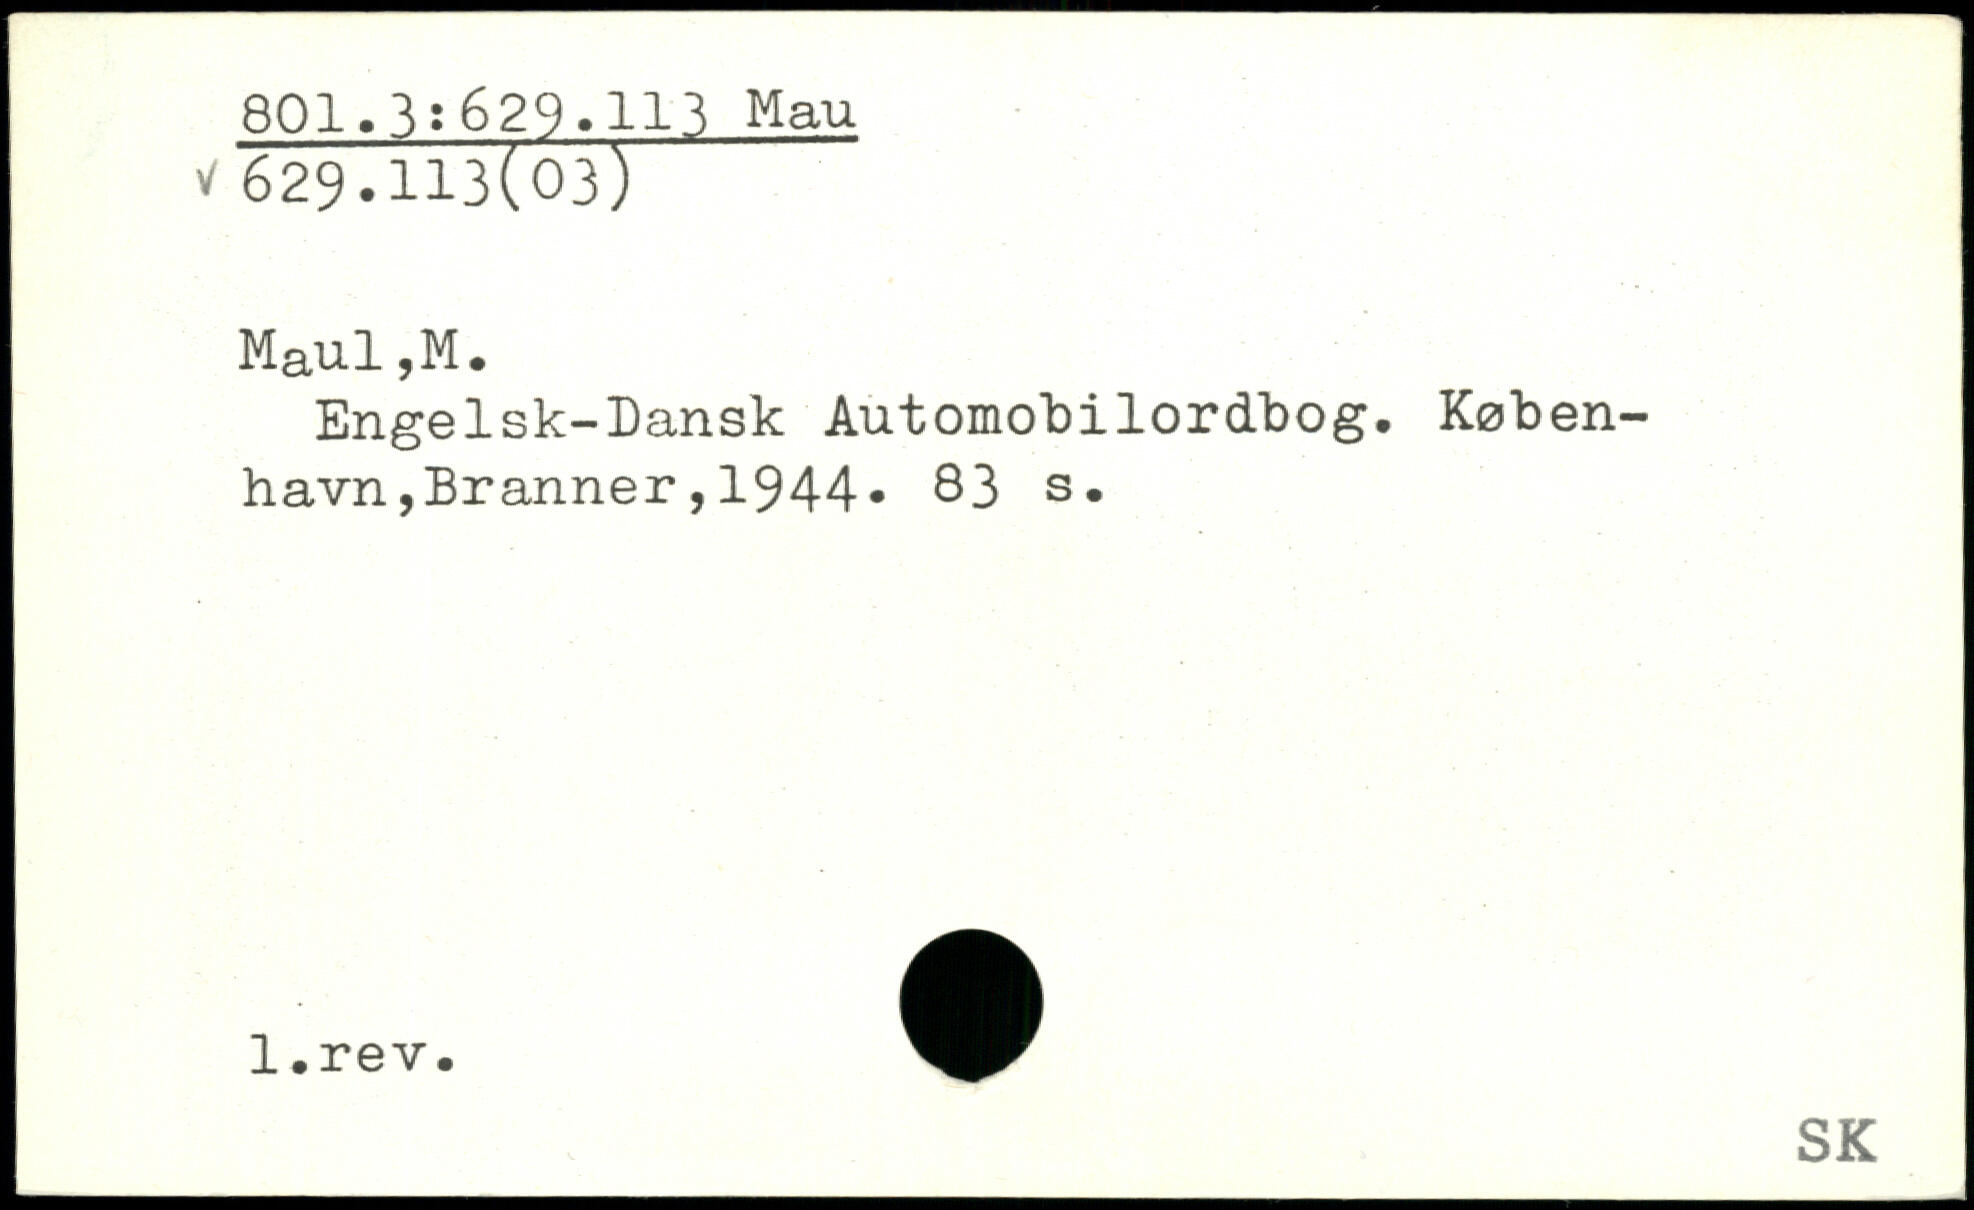 801.3:629.113 Mau
v 629.113(03)
Maul,M.
Engelsk-Dansk Automobilordbog. Køben-
havn,Branner,1944. 83 s.
1.rev.
SK